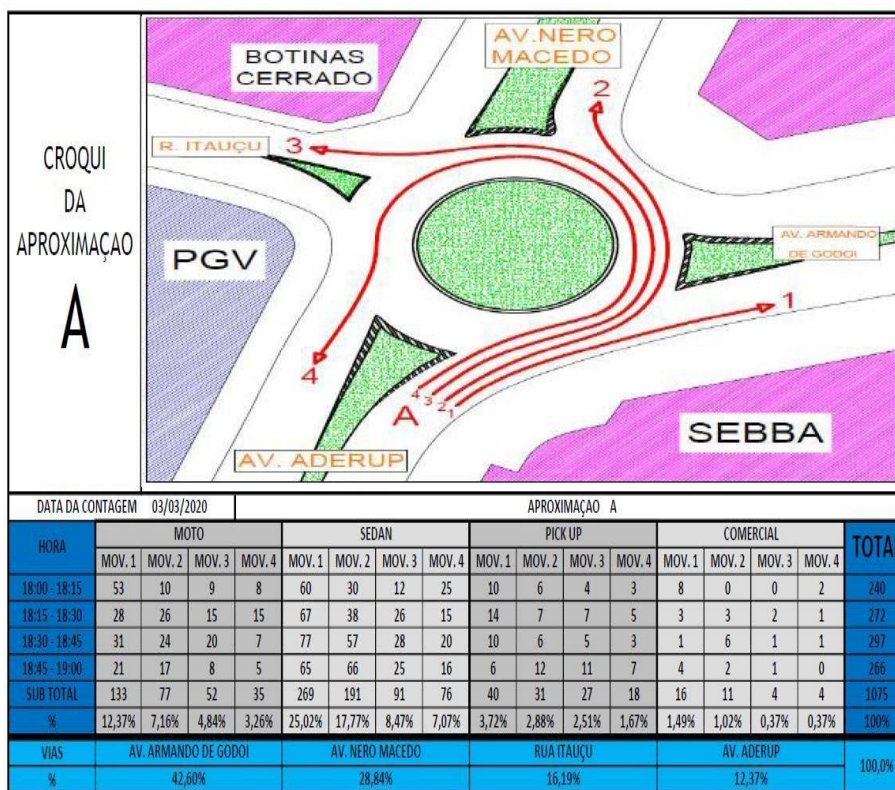 CROQUI
DA
APROXIMAÇAO
A
BOTINAS
CERRADO
AV.NERO
MACEDO
2
R. ITAUÇU
3
PGV
AV. ARMANDO
DE GODOI
1
4
4 3 2 1
A
SEBBA
AV. ADERUP
DATA DA CONTAGEM 03/03/2020 APROXIMAÇAO A
HORA MOTO SEDAN PICK UP COMERCIAL TOTA
MOV. 1 MOV. 2 MOV. 3 MOV. 4 MOV. 1 MOV. 2 MOV. 3 MOV. 4 MOV. 1 MOV. 2 MOV. 3 MOV. 4 MOV. 1 MOV. 2 MOV. 3 MOV. 4
18:00 - 18:15 53 10 9 8 60 30 12 25 10 6 4 3 8 0 0 2 240
18:15 - 18:30 28 26 15 15 67 38 26 15 14 7 7 5 3 3 2 1 272
18:30 - 18:45 31 24 20 7 77 57 28 20 10 6 5 3 1 6 1 1 297
18:45 - 19:00 21 17 8 5 65 66 25 16 6 12 11 7 4 2 1 0 266
SUB TOTAL 133 77 52 35 269 191 91 76 40 31 27 18 16 11 4 4 1075
% 12,37% 7,16% 4,84% 3,26% 25,02% 17,77% 8,47% 7,07% 3,72% 2,88% 2,51% 1,67% 1,49% 1,02% 0,37% 0,37% 100%
VIAS AV. ARMANDO DE GODOI AV. NERO MACEDO RUA ITAUÇU AV. ADERUP 100,0%
% 42,60% 28,84% 16,19% 12,37%